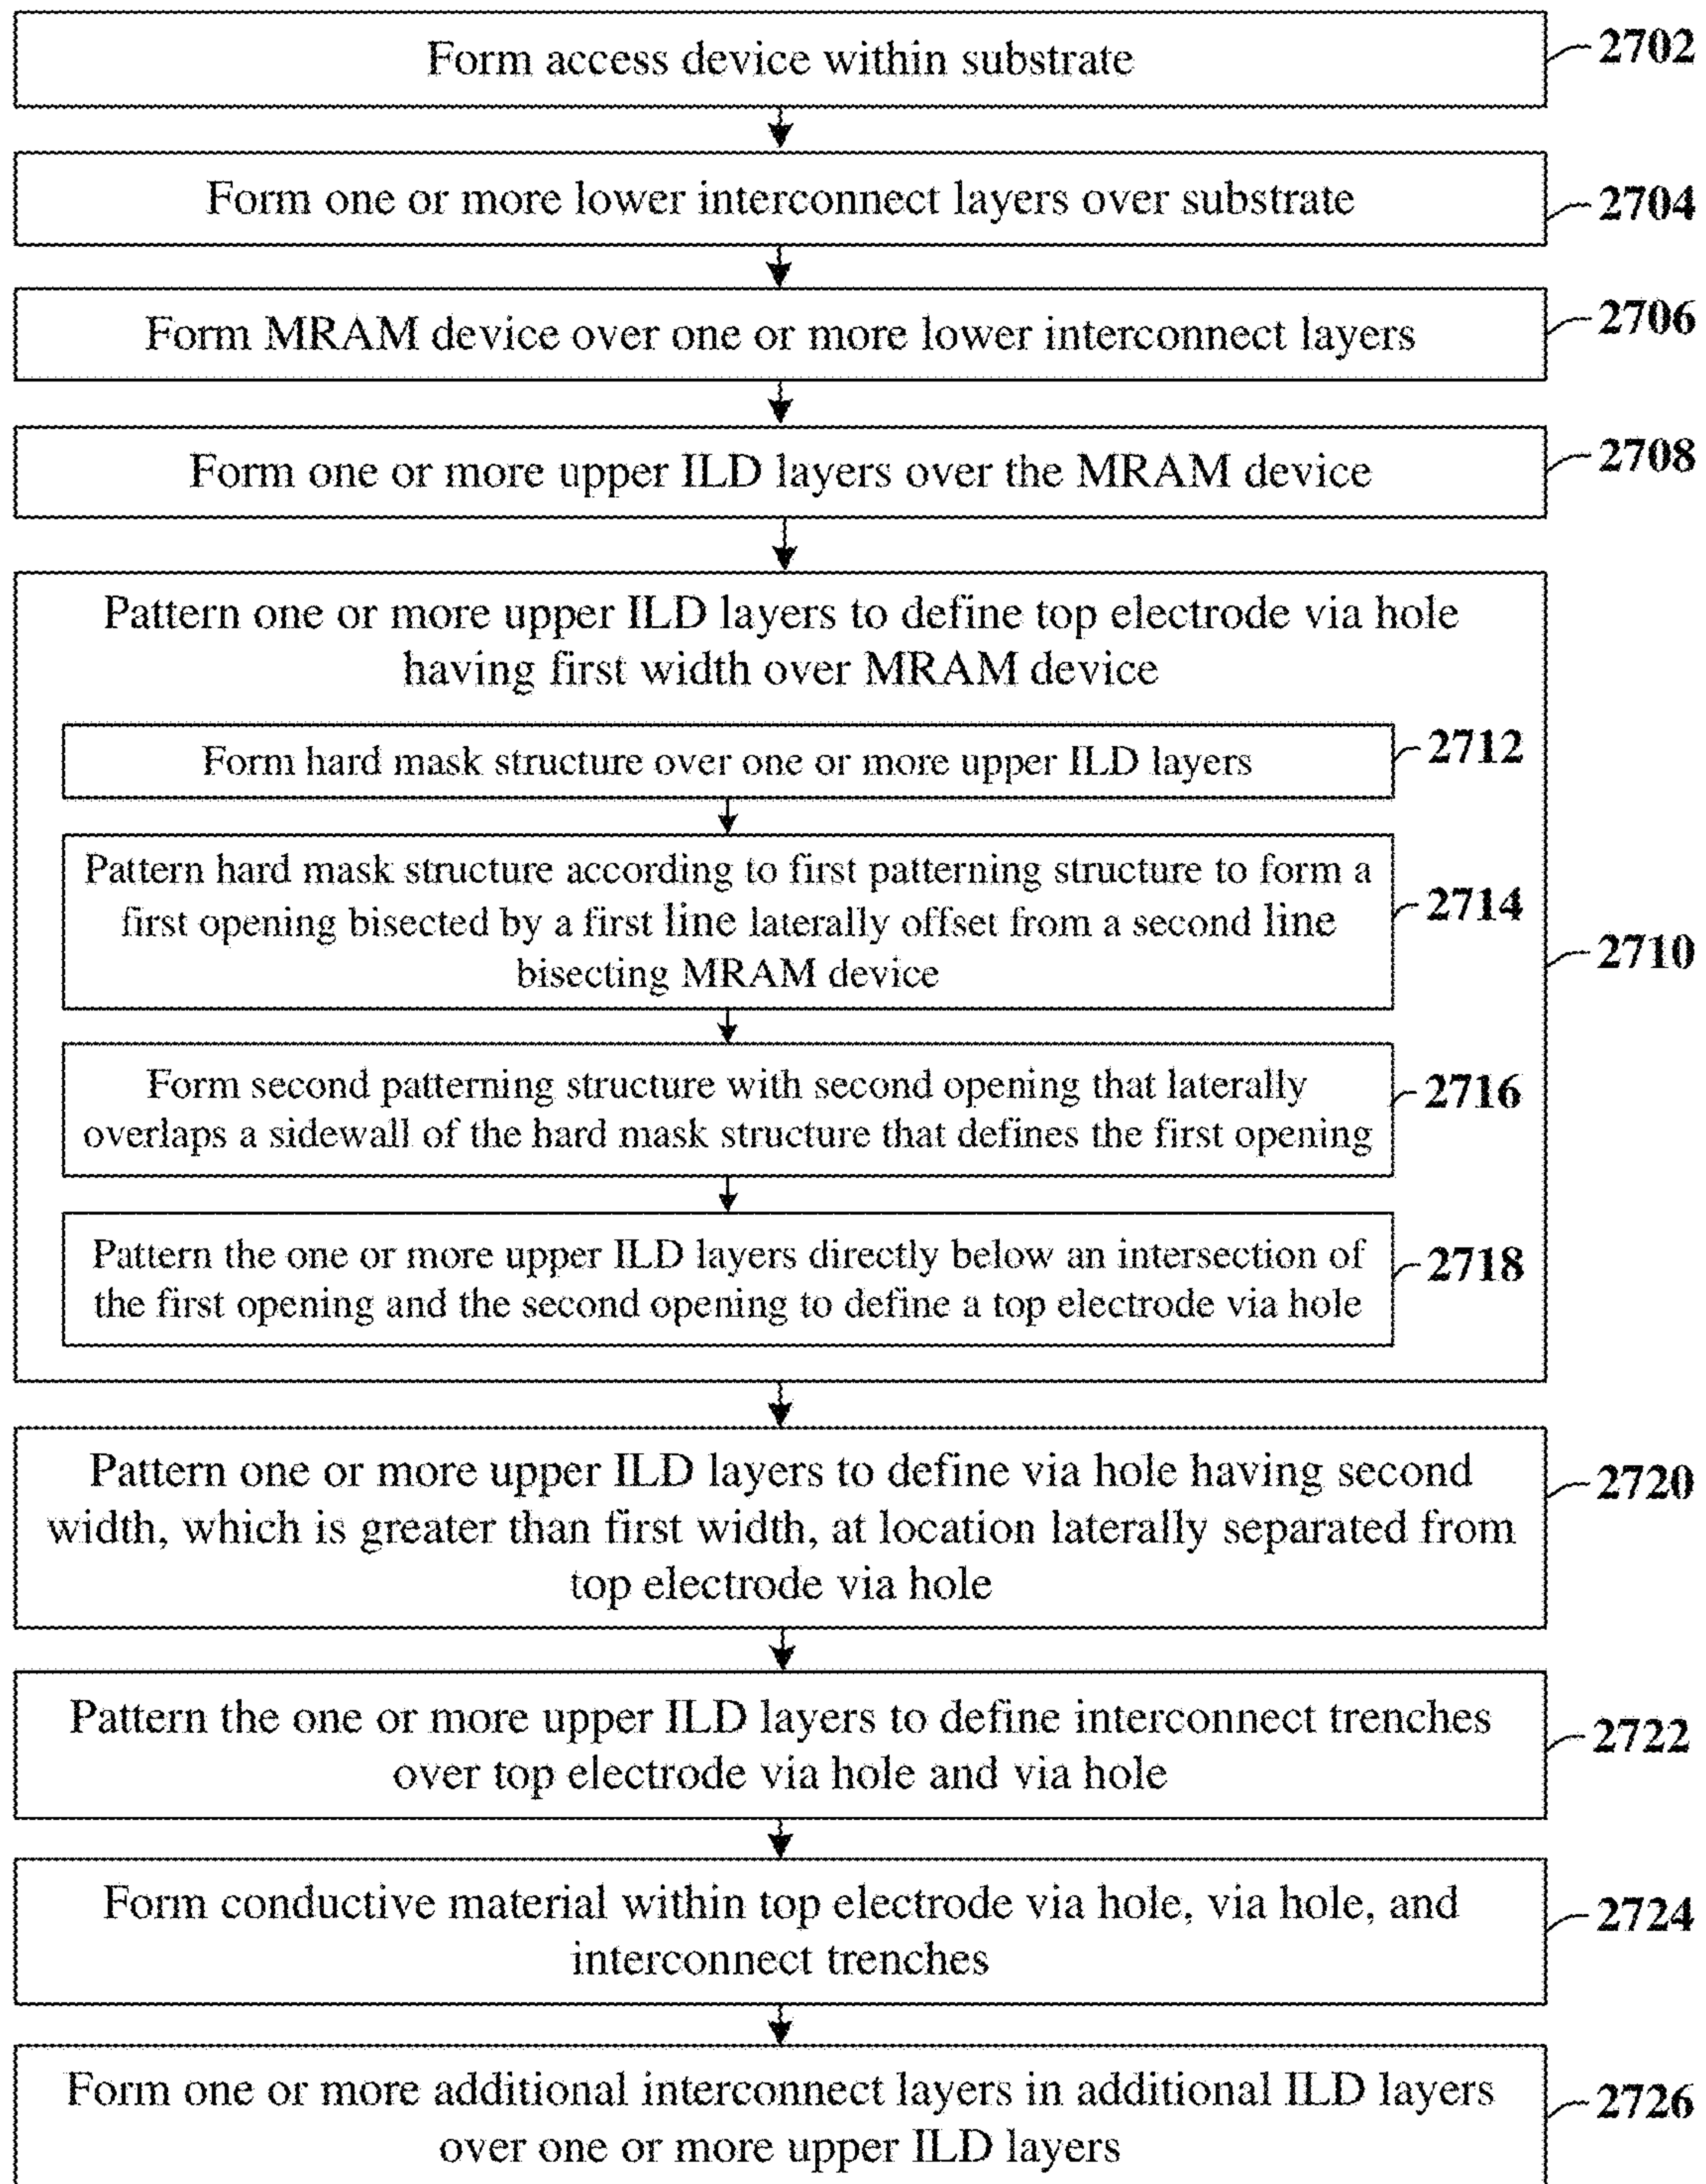 Form access device within substrate
2702
Form one or more lower interconnect layers over substrate
2704
Form MRAM device over one or more lower interconnect layers
2706
Form one or more upper ILD layers over the MRAM device
2708
Pattern one or more upper ILD layers to define top electrode via hole
having first width over MRAM device
2710
Form hard mask structure over one or more upper ILD layers
2712
Pattern hard mask structure according to first patterning structure to form a
first opening bisected by a first line laterally offset from a second line
bisecting MRAM device
2714
Form second patterning structure with second opening that laterally
overlaps a sidewall of the hard mask structure that defines the first opening
2716
Pattern the one or more upper ILD layers directly below an intersection of
the first opening and the second opening to define a top electrode via hole
2718
Pattern one or more upper ILD layers to define via hole having second
width, which is greater than first width, at location laterally separated from
top electrode via hole
2720
Pattern the one or more upper ILD layers to define interconnect trenches
over top electrode via hole and via hole
2722
Form conductive material within top electrode via hole, via hole, and
interconnect trenches
2724
Form one or more additional interconnect layers in additional ILD layers
over one or more upper ILD layers
2726